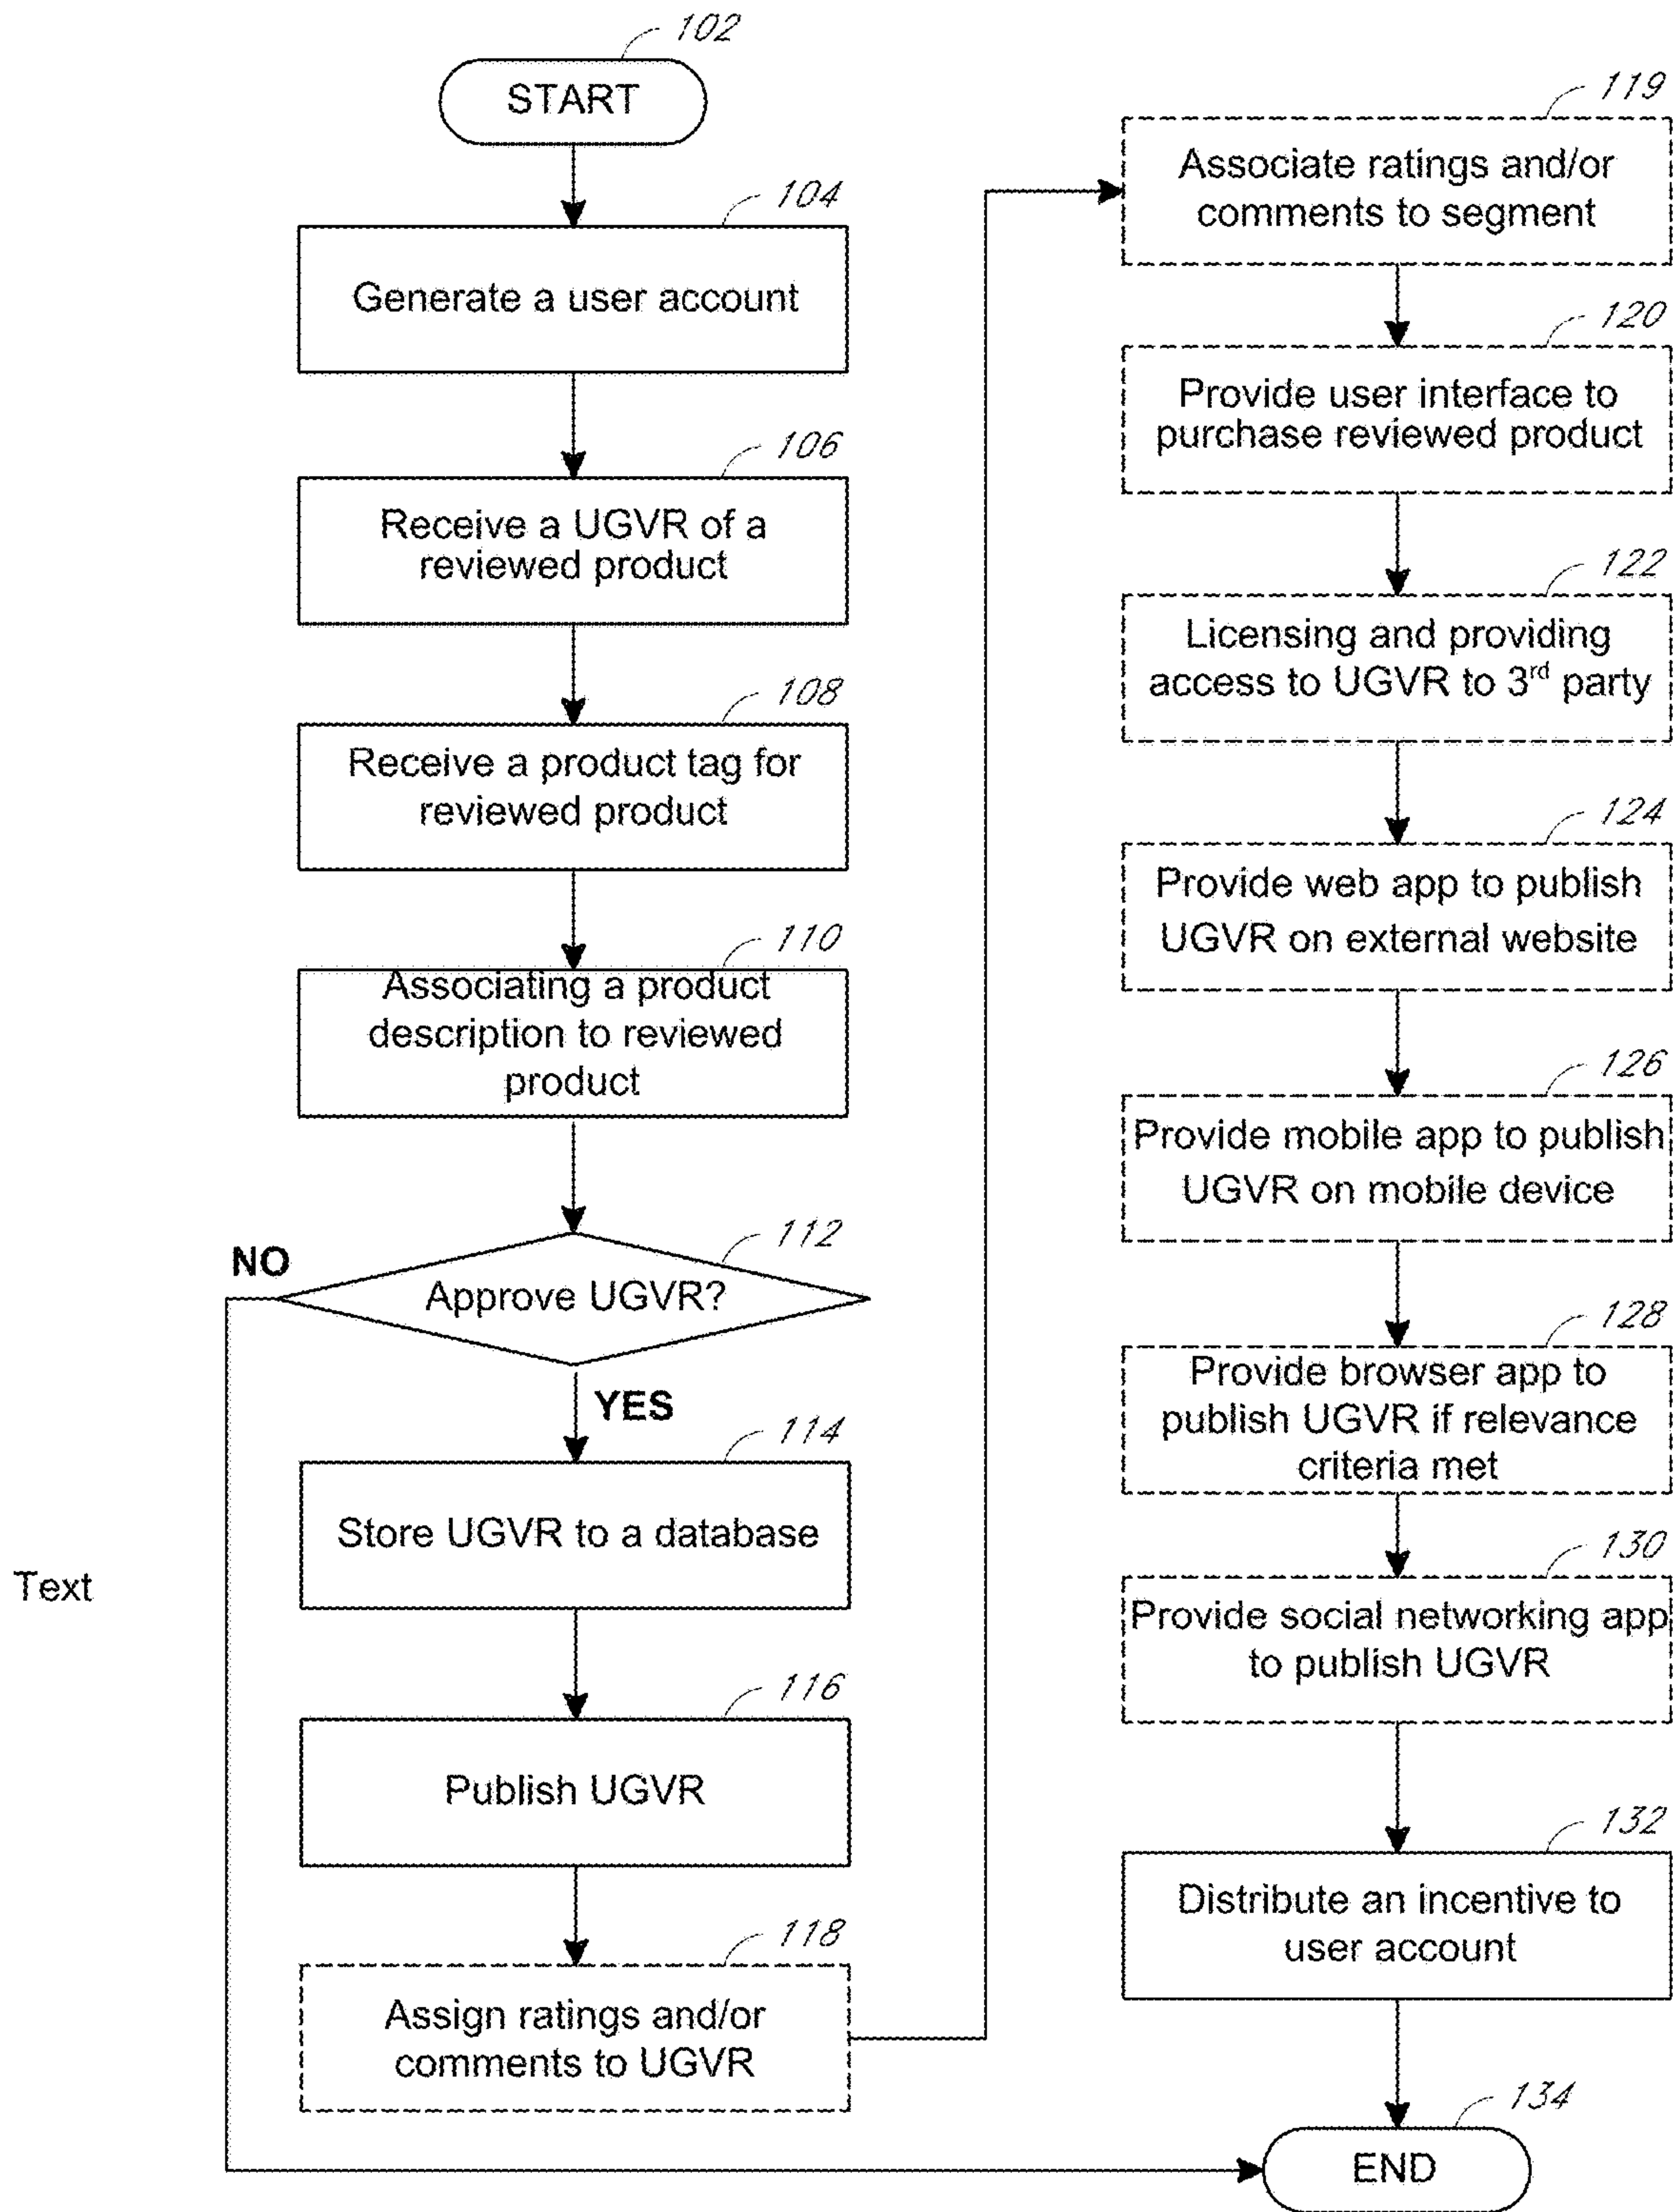 102
START
104
Generate a user account
106
Receive a UGVR of a
reviewed product
108
Receive a product tag for
reviewed product
110
Associating a product
description to reviewed
product
112
NO
Approve UGVR?
YES
114
Store UGVR to a database
Text
116
Publish UGVR
118
Assign ratings and/or
comments to UGVR
119
Associate ratings and/or
comments to segment
120
Provide user interface to
purchase reviewed product
122
Licensing and providing
access to UGVR to 3rd party
124
Provide web app to publish
UGVR on external website
126
Provide mobile app to publish
UGVR on mobile device
128
Provide browser app to
publish UGVR if relevance
criteria met
130
Provide social networking app
to publish UGVR
132
Distribute an incentive to
user account
134
END